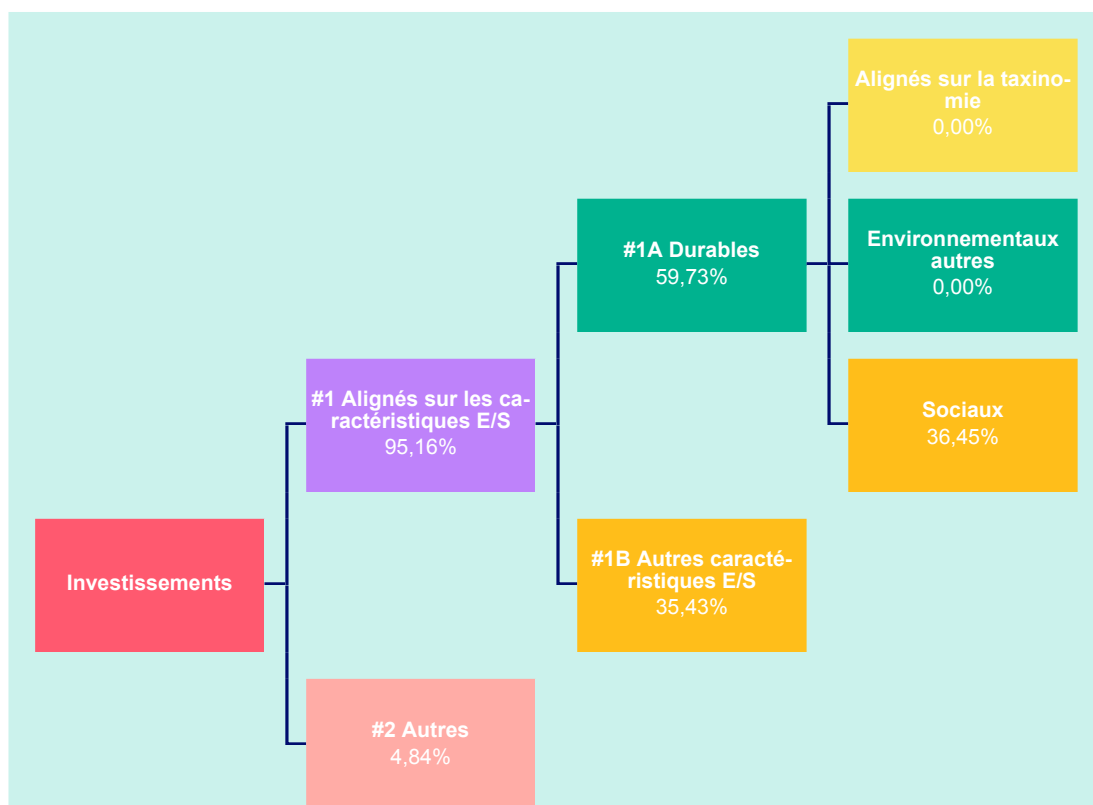 Alignés sur la taxino-
mie
0,00%
#1A Durables
59,73%
Environnementaux
autres
0,00%
#1 Alignés sur les ca-
ractéristiques E/S
95,16%
Sociaux
36,45%
Investissements
#1B Autres caracté-
ristiques E/S
35,43%
#2 Autres
4,84%